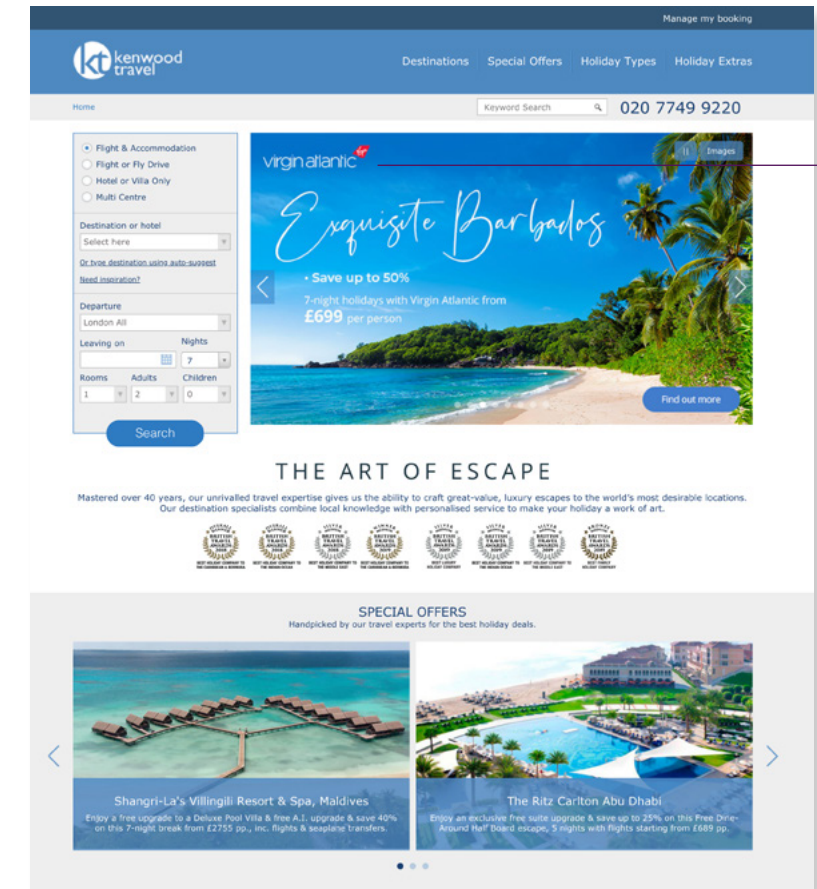 Manage my booking
kt kenwood travel
Destinations Special Offers Holiday Types Holiday Extras
Home
Keyword Search
020 7749 9220
Flight & Accommodation
Flight or Fly Drive
Hotel or Villa Only
Multi Centre
Destination or hotel
Select here
Or type destination using auto-suggest
Need inspiration?
Departure
London All
Leaving on Nights
7
Rooms Adults Children
1 2 0
Search
virgin atlantic
Images
Exquisite Barbados
• Save up to 50%
7-night holidays with Virgin Atlantic from
£699 per person
Find out more
THE ART OF ESCAPE
Mastered over 40 years, our unrivalled travel expertise gives us the ability to craft great-value, luxury escapes to the world's most desirable locations.
Our destination specialists combine local knowledge with personalised service to make your holiday a work of art.
SPECIAL OFFERS
Handpicked by our travel experts for the best holiday deals.
Shangri-La's Villingili Resort & Spa, Maldives
Enjoy a free upgrade to a Deluxe Pool Villa & free A.I. upgrade & save 40%
on this 7-night break from £2755 pp., inc. flights & seaplane transfers.
The Ritz Carlton Abu Dhabi
Enjoy an exclusive free suite upgrade & save up to 25% on this Free Dine-
Around Half Board escape, 5 nights with flights starting from £689 pp.